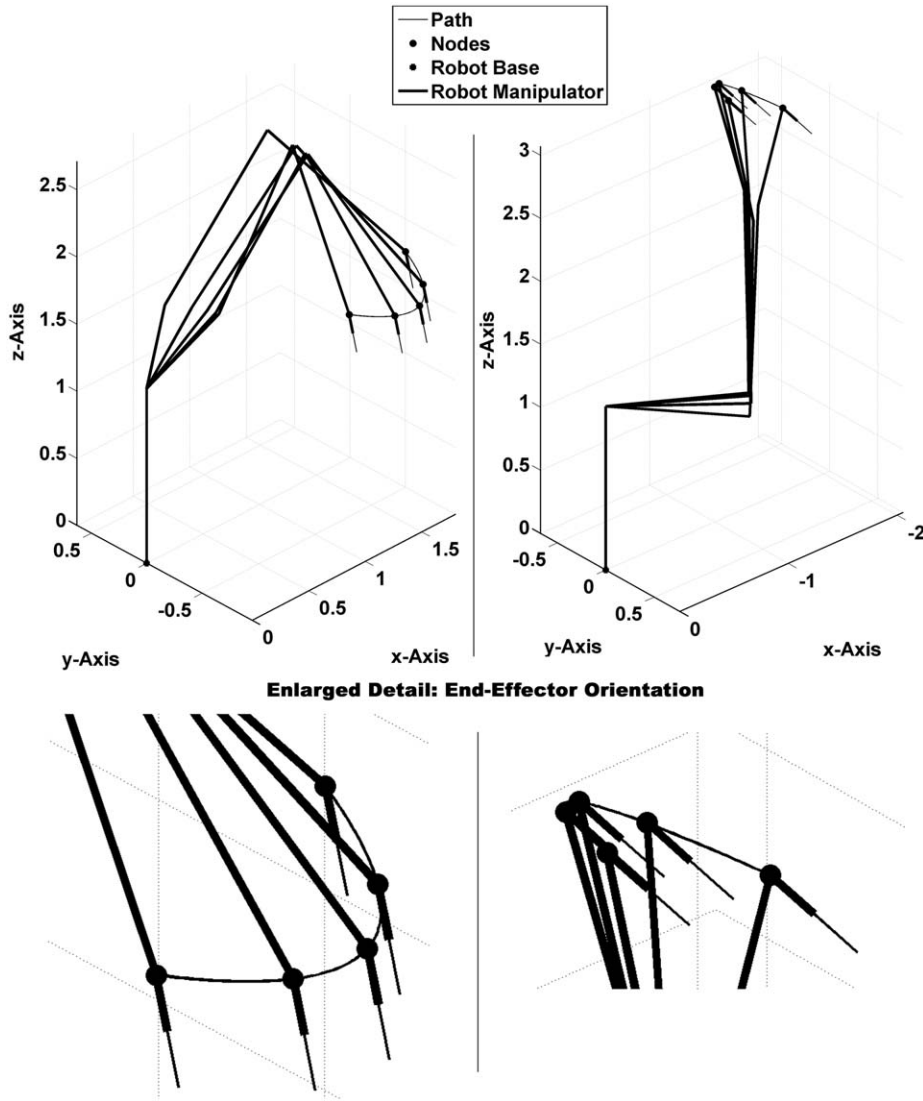 Path
Nodes
Robot Base
Robot Manipulator
2.5
2
1.5
1
0.5
0
z-Axis
0.5
0
-0.5
y-Axis
0
0.5
1
1.5
x-Axis
3
2.5
2
1.5
1
0.5
0
z-Axis
-0.5
0
0.5
y-Axis
0
-1
-2
x-Axis
Enlarged Detail: End-Effector Orientation